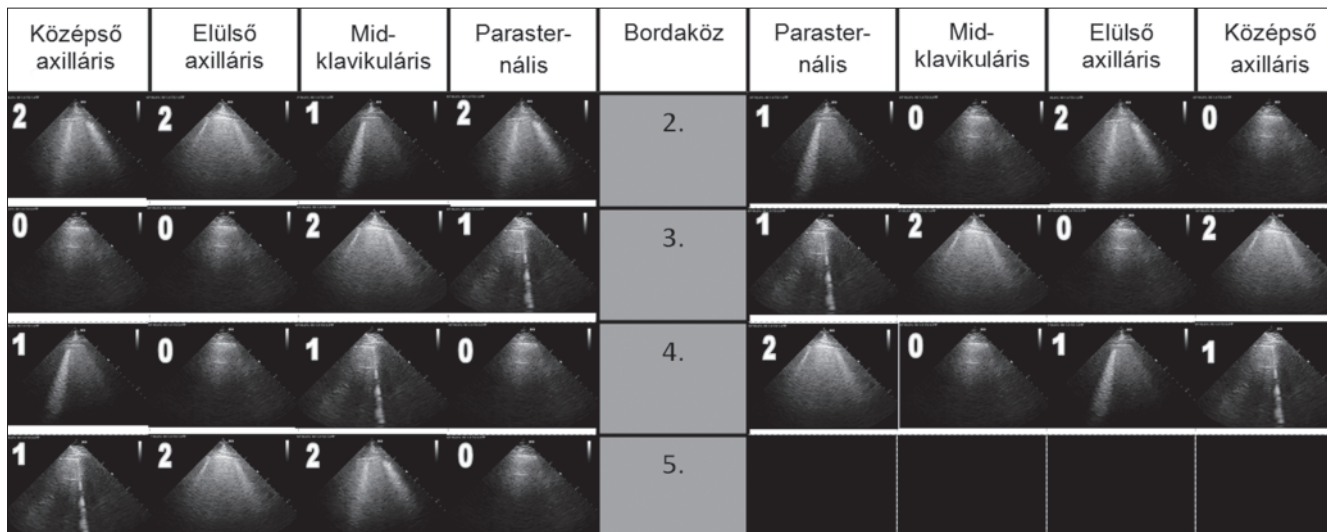 Középső axilláris Elülső axilláris Mid-klavikuláris Paraszter-nális Bordaköz Paraszter-nális Mid-klavikuláris Elülső axilláris Középső axilláris
2 2 1 2 2. 1 0 2 0
0 0 2 1 3. 1 2 0 2
1 0 1 0 4. 2 0 1 1
1 2 2 0 5.